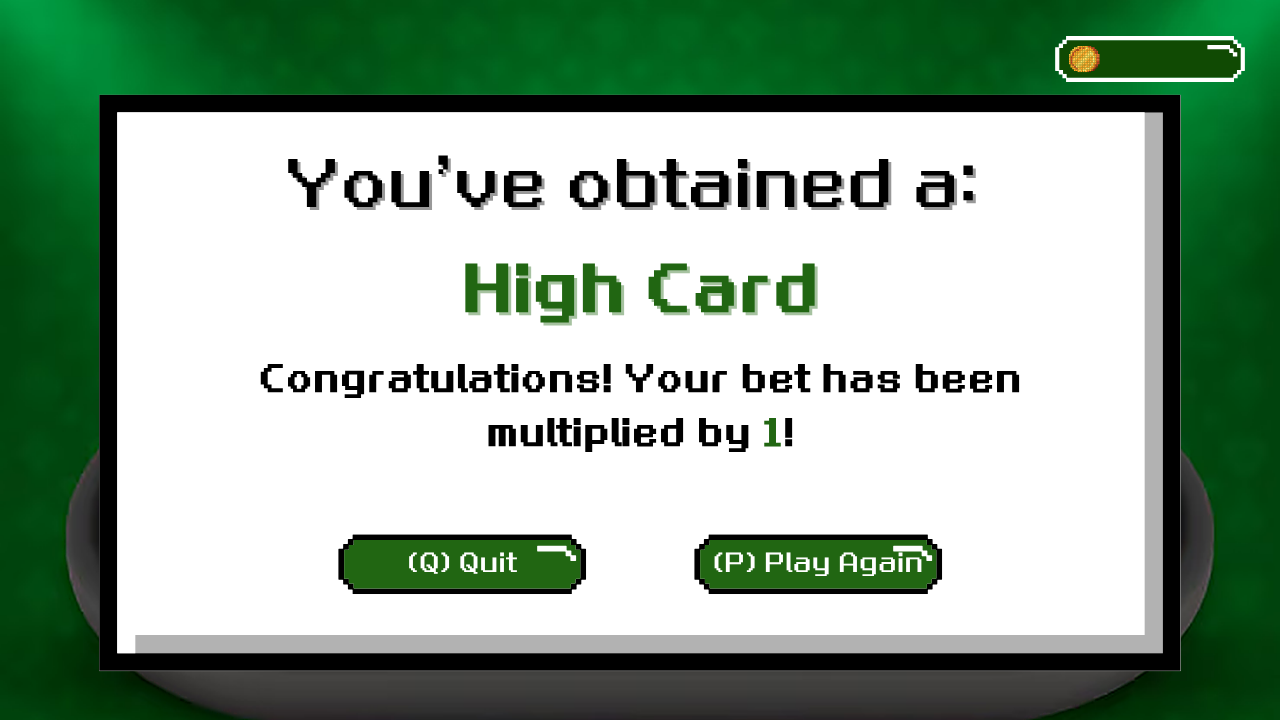 You've obtained a:
High Card
Congratulations! Your bet has been
multiplied by 1!
(Q) Quit
(P) Play Again